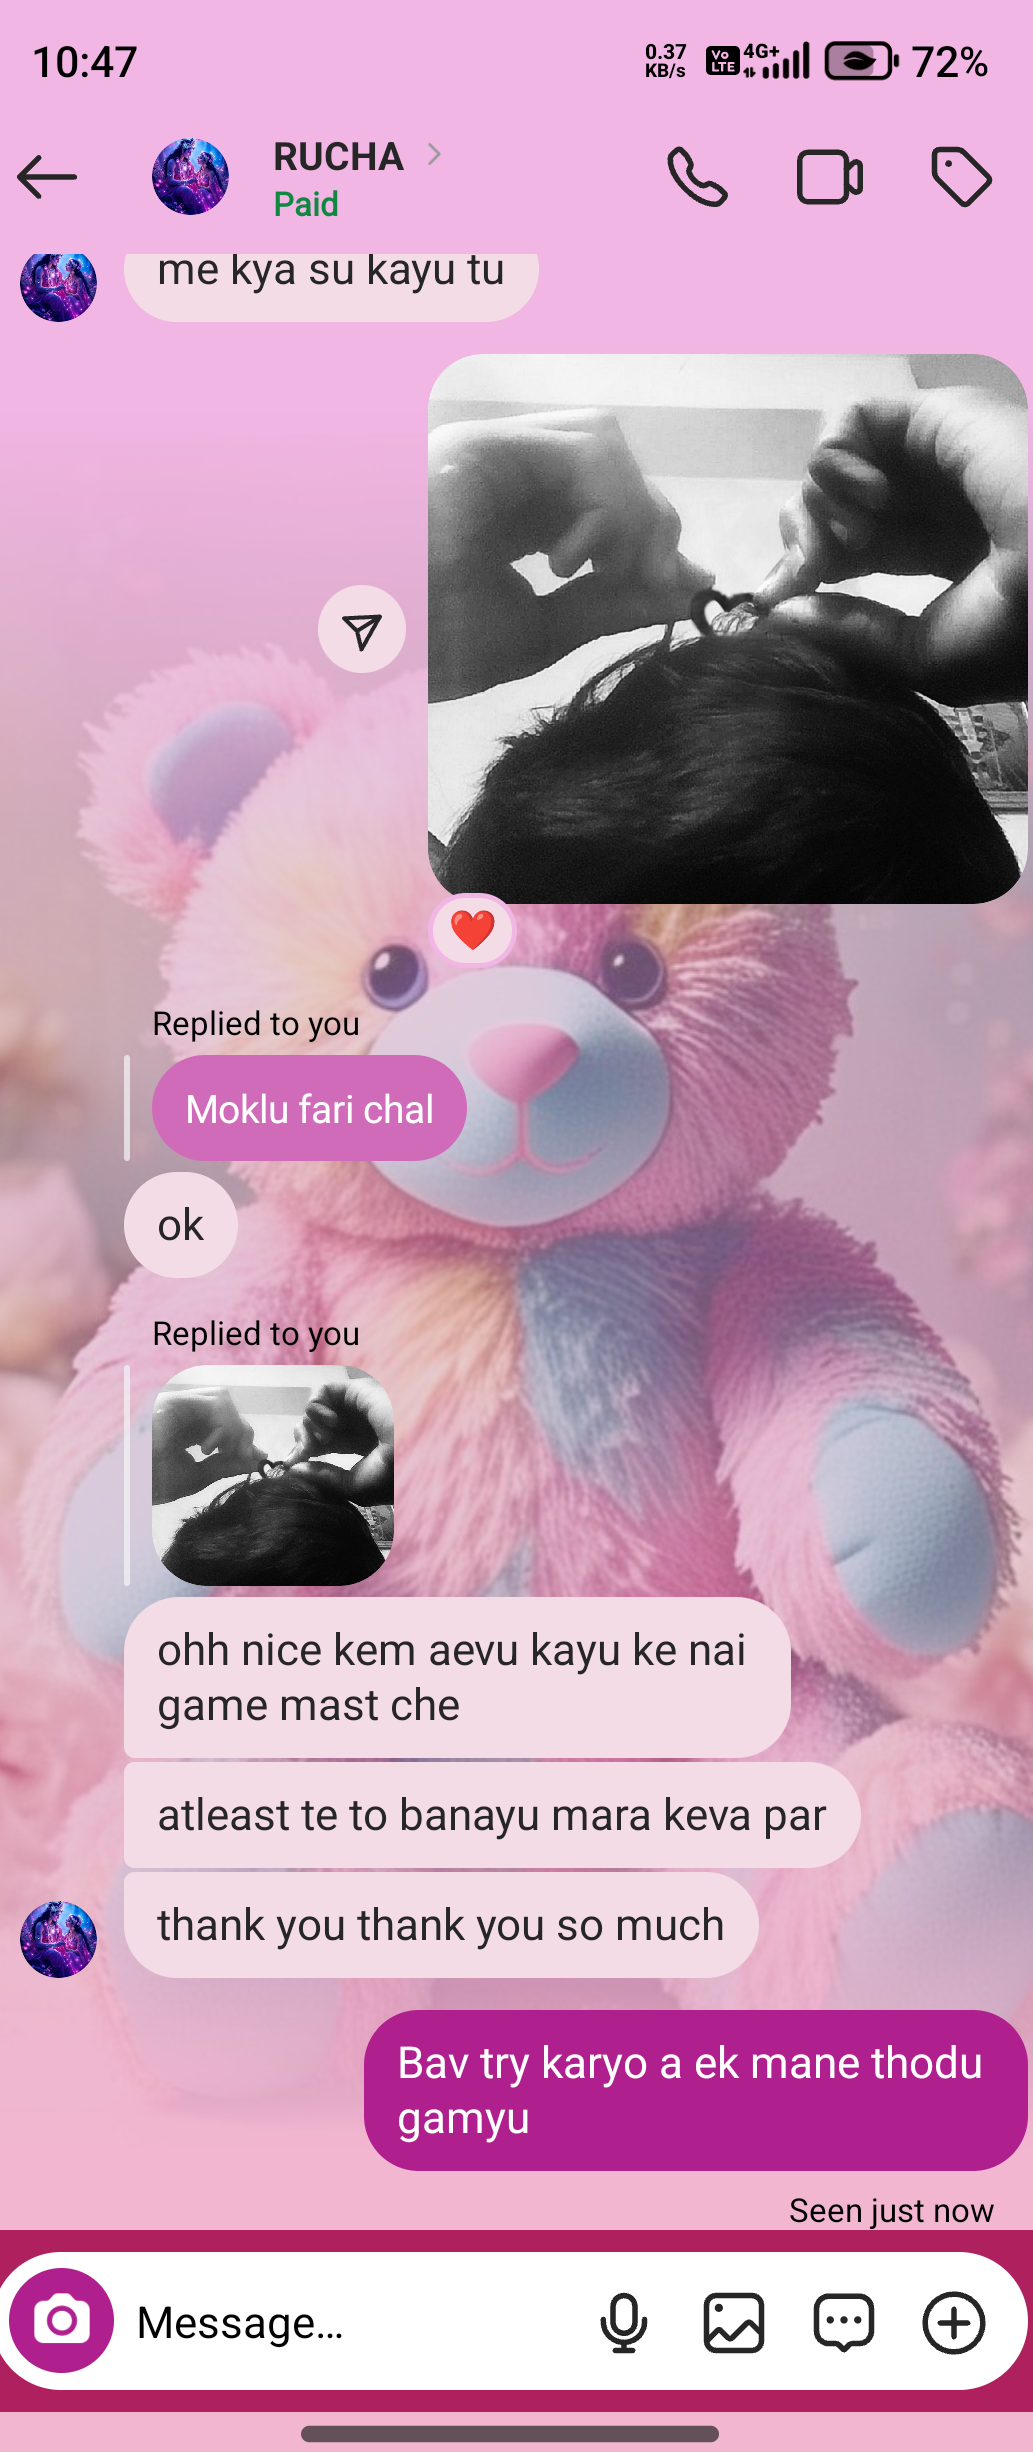 10:47
0.37
KB/s
Vo
LTE
4G+
72%
RUCHA
Paid
me kya su kayu tu
Replied to you
Moklu fari chal
ok
Replied to you
ohh nice kem aevu kayu ke nai
game mast che
atleast te to banayu mara keva par
thank you thank you so much
Bav try karyo a ek mane thodu
gamyu
Seen just now
Message...